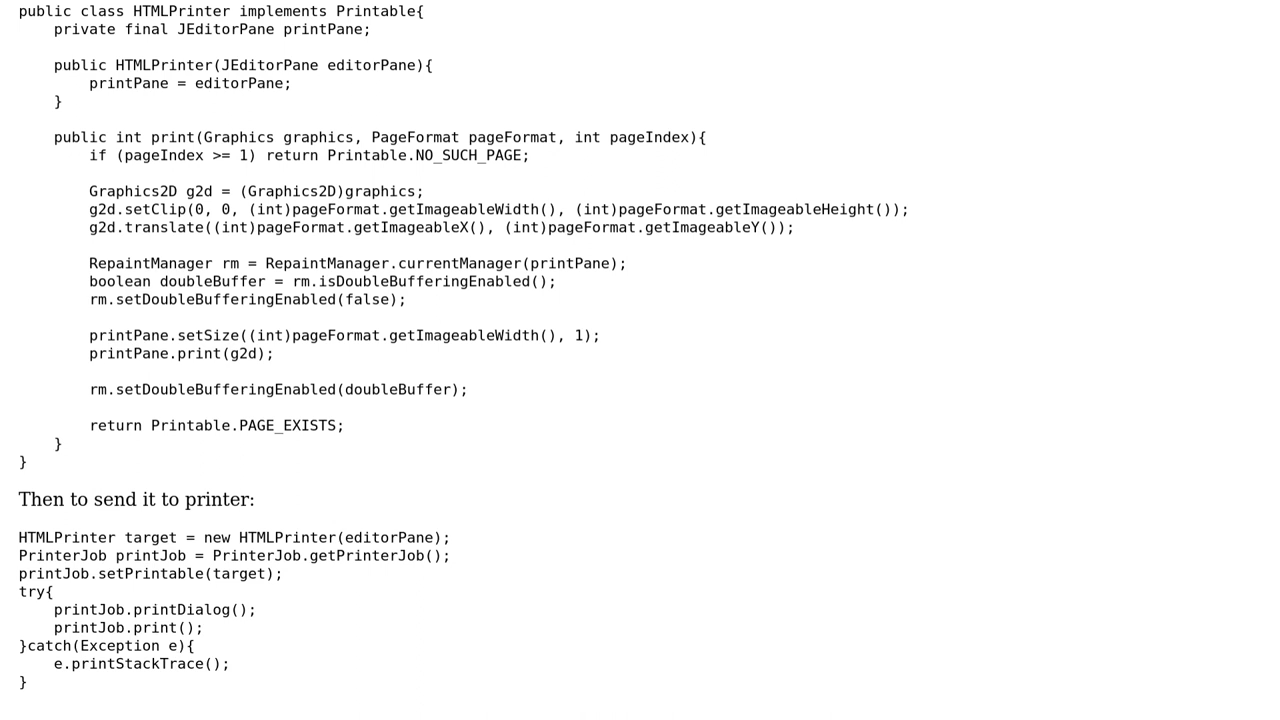 public class HTMLPrinter implements Printable{
    private final JEditorPane printPane;

    public HTMLPrinter(JEditorPane editorPane){
        printPane = editorPane;
    }

    public int print(Graphics graphics, PageFormat pageFormat, int pageIndex){
        if (pageIndex >= 1) return Printable.NO_SUCH_PAGE;

        Graphics2D g2d = (Graphics2D)graphics;
        g2d.setClip(0, 0, (int)pageFormat.getImageableWidth(), (int)pageFormat.getImageableHeight());
        g2d.translate((int)pageFormat.getImageableX(), (int)pageFormat.getImageableY());

        RepaintManager rm = RepaintManager.currentManager(printPane);
        boolean doubleBuffer = rm.isDoubleBufferingEnabled();
        rm.setDoubleBufferingEnabled(false);

        printPane.setSize((int)pageFormat.getImageableWidth(), 1);
        printPane.print(g2d);

        rm.setDoubleBufferingEnabled(doubleBuffer);

        return Printable.PAGE_EXISTS;
    }
}
Then to send it to printer:
HTMLPrinter target = new HTMLPrinter(editorPane);
PrinterJob printJob = PrinterJob.getPrinterJob();
printJob.setPrintable(target);
try{
    printJob.printDialog();
    printJob.print();
}catch(Exception e){
    e.printStackTrace();
}